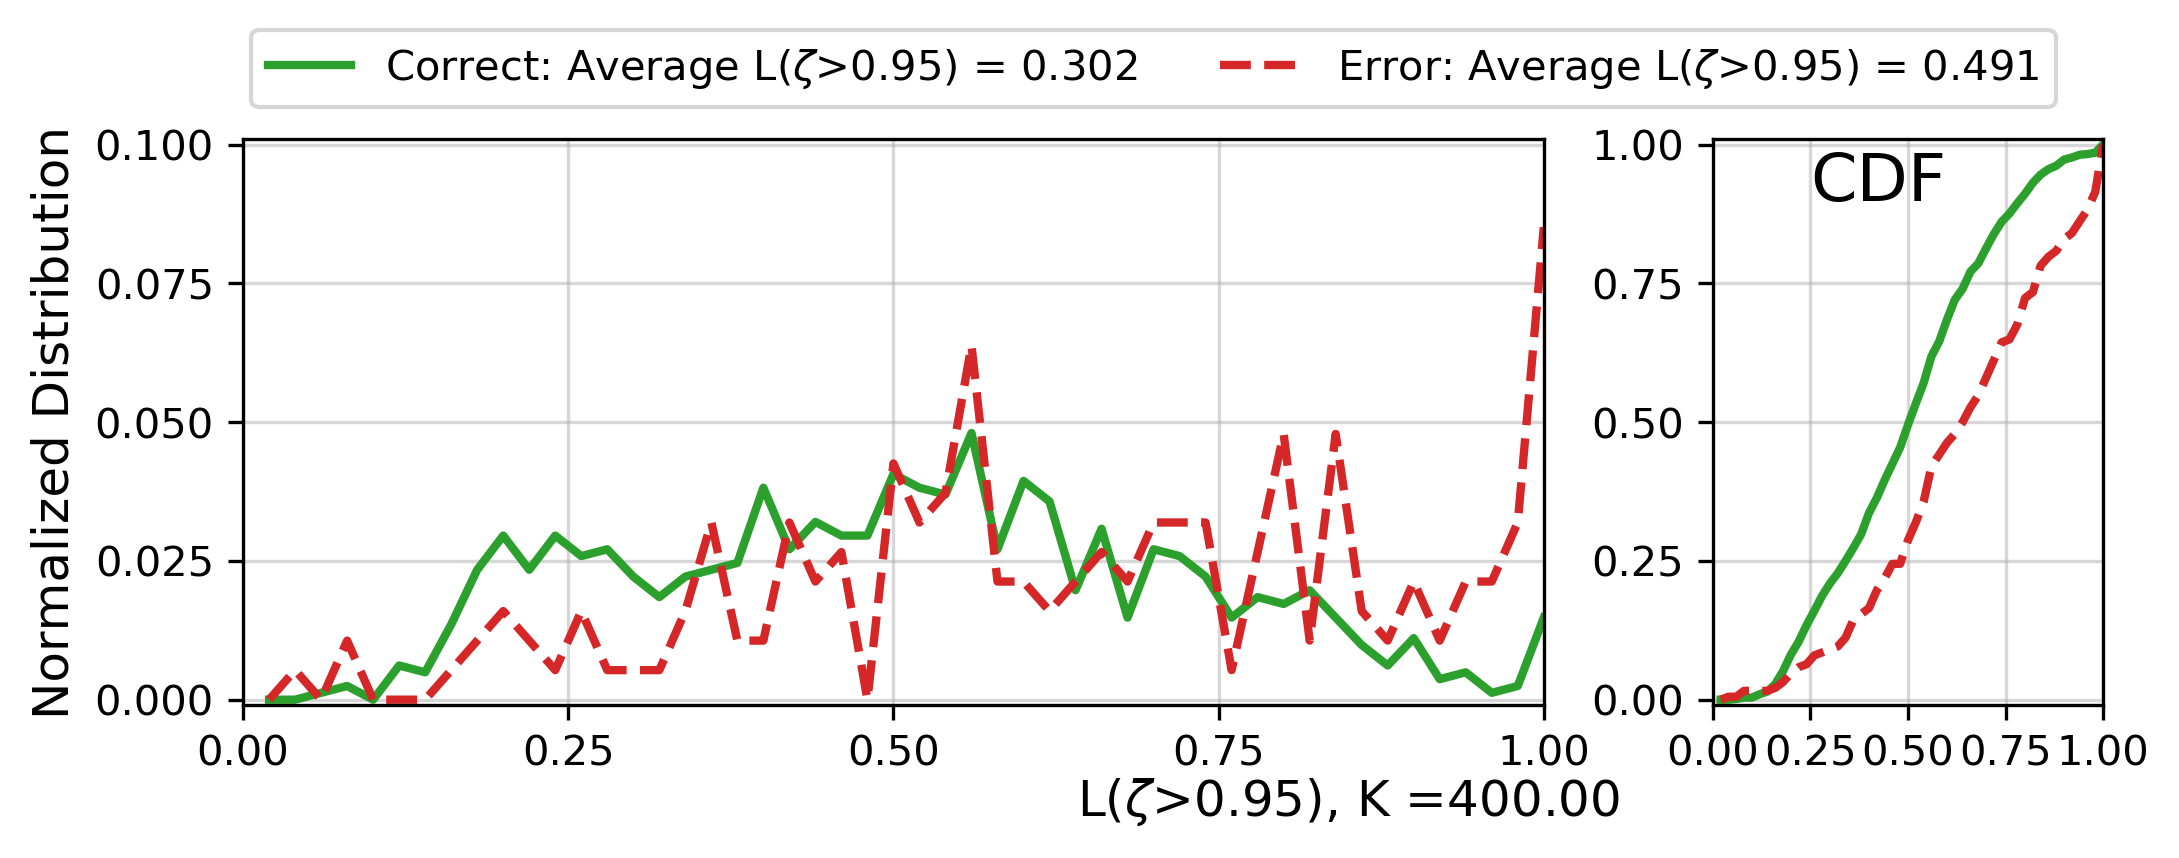 Correct: Average L(ζ>0.95) = 0.302
Error: Average L(ζ>0.95) = 0.491
Normalized Distribution
0.100
0.075
0.050
0.025
0.000
0.00 0.25 0.50 0.75 1.00
CDF
1.00
0.75
0.50
0.25
0.00
0.00 0.25 0.50 0.75 1.00
L(ζ>0.95), K =400.00